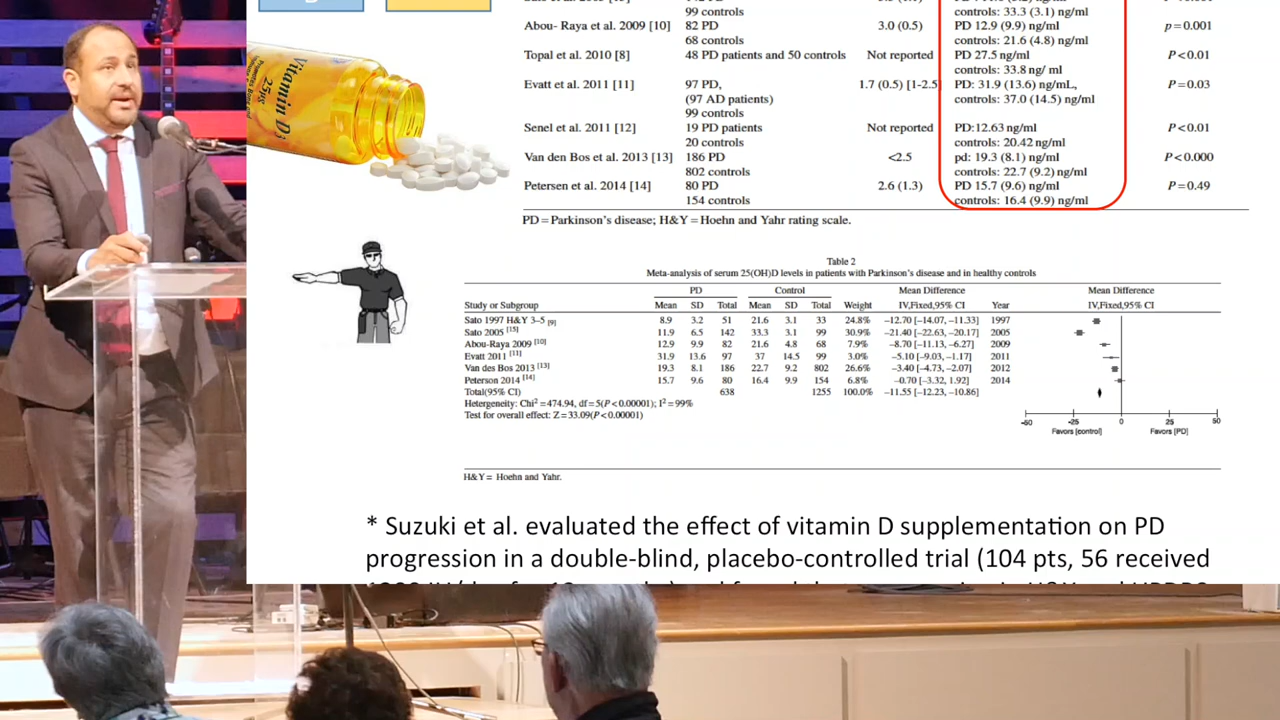 99 controls
controls: 33.3 (3.1) ng/ml
Abou- Raya et al. 2009 [10] 82 PD 3.0 (0.5) PD 12.9 (9.9) ng/ml p=0.001
68 controls controls: 21.6 (4.8) ng/ml
Topal et al. 2010 [8] 48 PD patients and 50 controls Not reported PD 27.5 ng/ml P<0.01
controls: 33.8 ng/ ml
Evatt et al. 2011 [11] 97 PD, 1.7 (0.5) [1-2.5] PD: 31.9 (13.6) ng/mL, P=0.03
(97 AD patients) controls: 37.0 (14.5) ng/ml
99 controls
Senel et al. 2011 [12] 19 PD patients Not reported PD:12.63 ng/ml P<0.01
20 controls controls: 20.42 ng/ml
Van den Bos et al. 2013 [13] 186 PD <2.5 pd: 19.3 (8.1) ng/ml P<0.000
802 controls controls: 22.7 (9.2) ng/ml
Petersen et al. 2014 [14] 80 PD 2.6 (1.3) PD 15.7 (9.6) ng/ml P=0.49
154 controls controls: 16.4 (9.9) ng/ml
PD=Parkinson's disease; H&Y=Hoehn and Yahr rating scale.
Vitamin D3
25µg
Table 2
Meta-analysis of serum 25(OH)D levels in patients with Parkinson's disease and in healthy controls
PD Control Mean Difference Mean Difference
Study or Subgroup Mean SD Total Mean SD Total Weight IV,Fixed,95% CI Year IV,Fixed,95% CI
Sato 1997 H&Y 3–5 [9] 8.9 3.2 51 21.6 3.1 33 24.8% −12.70 [−14.07, −11.33] 1997
Sato 2005 [15] 11.9 6.5 142 33.3 3.1 99 30.9% −21.40 [−22.63, −20.17] 2005
Abou-Raya 2009 [10] 12.9 9.9 82 21.6 4.8 68 7.9% −8.70 [−11.13, −6.27] 2009
Evatt 2011 [11] 31.9 13.6 97 37 14.5 99 3.0% −5.10 [−9.03, −1.17] 2011
Van des Bos 2013 [13] 19.3 8.1 186 22.7 9.2 802 26.6% −3.40 [−4.73, −2.07] 2012
Peterson 2014 [14] 15.7 9.6 80 16.4 9.9 154 6.8% −0.70 [−3.32, 1.92] 2014
Total(95% CI) 638 1255 100.0% −11.55 [−12.23, −10.86]
Hetergeneity: Chi²=474.94, df=5(P<0.00001); I²=99%
Test for overall effect: Z=33.09(P<0.00001)
-50 -25 0 25 50
Favors [control] Favors [PD]
H&Y= Hoehn and Yahr.
* Suzuki et al. evaluated the effect of vitamin D supplementation on PD
progression in a double-blind, placebo-controlled trial (104 pts, 56 received